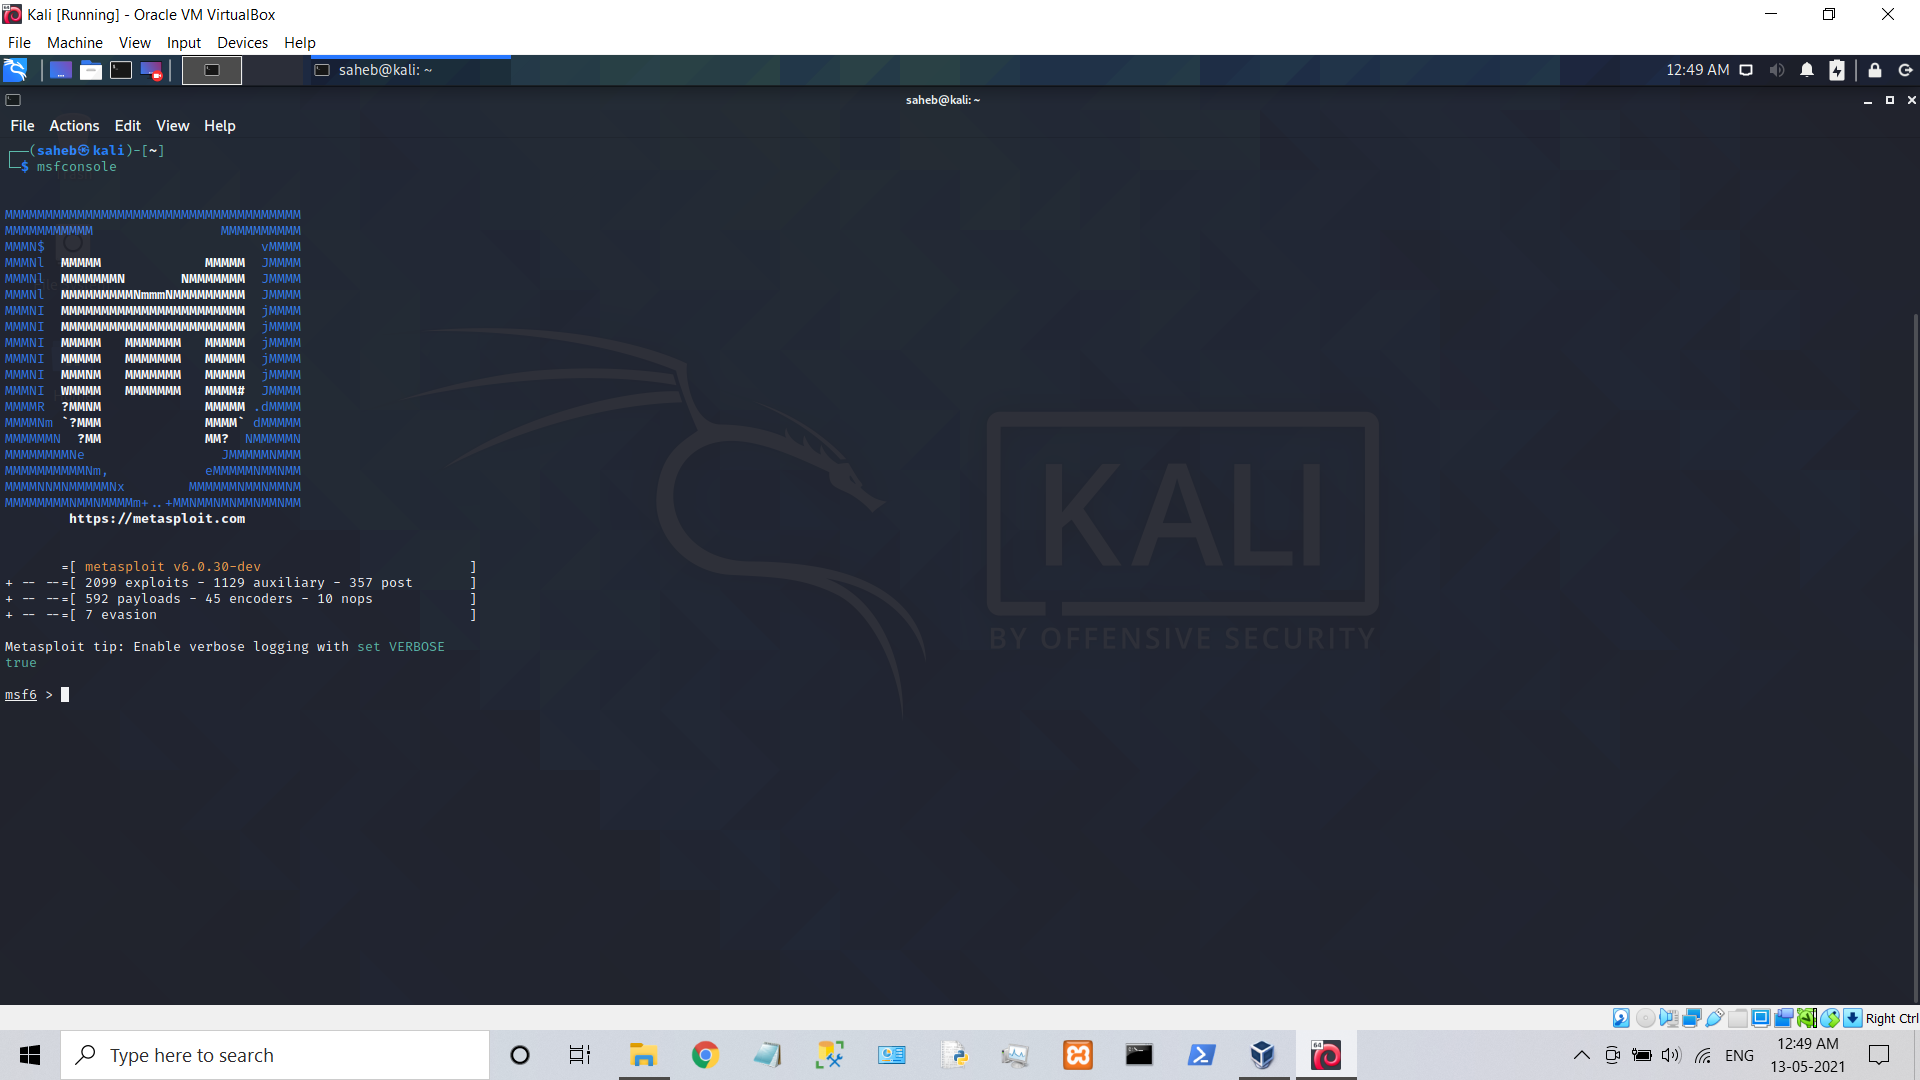 Kali [Running] - Oracle VM VirtualBox
File Machine View Input Devices Help
saheb@kali: ~ 12:49 AM
saheb@kali: ~
File Actions Edit View Help
┌──(saheb㉿kali)-[~]
└─$ msfconsole
MMMMMMMMMMMMMMMMMMMMMMMMMMMMMMMMMMMMM
MMMMMMMMMMM                MMMMMMMMMM
MMMN$                           vMMMM
MMMNl  MMMMM             MMMMM  JMMMM
MMMNl  MMMMMMMN       NMMMMMMM  JMMMM
MMMNl  MMMMMMMMMNmmmNMMMMMMMMM  JMMMM
MMMNI  MMMMMMMMMMMMMMMMMMMMMMM  jMMMM
MMMNI  MMMMMMMMMMMMMMMMMMMMMMM  jMMMM
MMMNI  MMMMM   MMMMMMM   MMMMM  jMMMM
MMMNI  MMMMM   MMMMMMM   MMMMM  jMMMM
MMMNI  MMMNM   MMMMMMM   MMMMM  jMMMM
MMMNI  WMMMM   MMMMMMM   MMMM#  JMMMM
MMMMR  ?MMNM             MMMMM .dMMMM
MMMMNm `?MMM             MMMM` dMMMMM
MMMMMMN  ?MM             MM?  NMMMMMN
MMMMMMMMNe                 JMMMMMNMMM
MMMMMMMMMMNm,            eMMMMMNMMNMM
MMMMNNMNMMMMMNx        MMMMMMNMMNMMNM
MMMMMMMMNMMNMMMMm+..+MMNMMNMNMMNMMNMM
https://metasploit.com
=[ metasploit v6.0.30-dev ]
+ -- --=[ 2099 exploits - 1129 auxiliary - 357 post ]
+ -- --=[ 592 payloads - 45 encoders - 10 nops ]
+ -- --=[ 7 evasion ]
Metasploit tip: Enable verbose logging with set VERBOSE
true
msf6 >
KALI
BY OFFENSIVE SECURITY
Right Ctrl
Type here to search
ENG
12:49 AM
13-05-2021